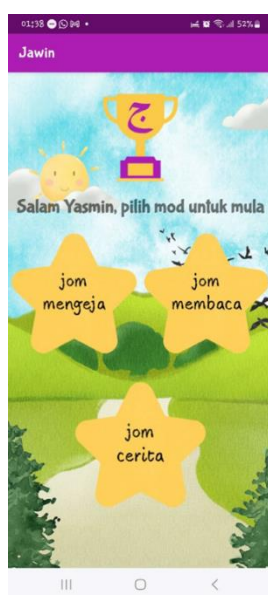 01:38
52%
Jawin
ج
Salam Yasmin, pilih mod untuk mula
jom
mengeja
jom
membaca
jom
cerita